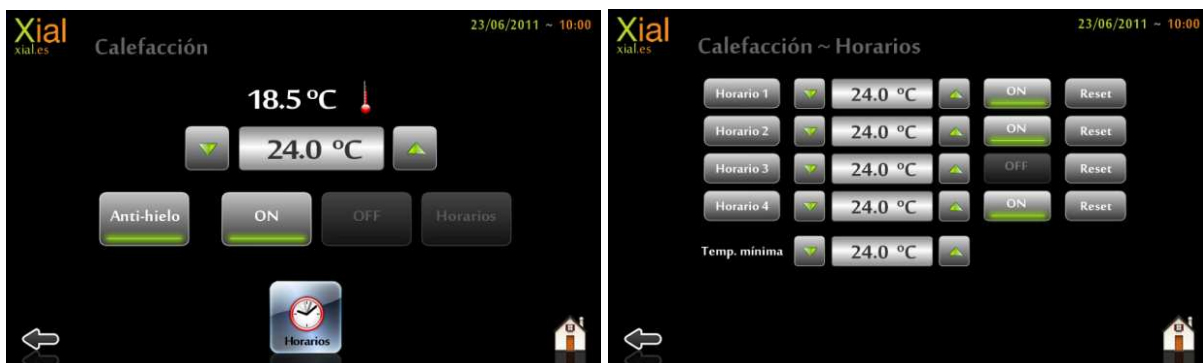 Xial
xial.es
Calefacción
23/06/2011 ~ 10:00
18.5 ºC
24.0 ºC
Anti-hielo
ON
OFF
Horarios
Horarios
Xial
xial.es
Calefacción ~ Horarios
23/06/2011 ~ 10:00
Horario 1 24.0 ºC ON Reset
Horario 2 24.0 ºC ON Reset
Horario 3 24.0 ºC OFF Reset
Horario 4 24.0 ºC ON Reset
Temp. mínima 24.0 ºC